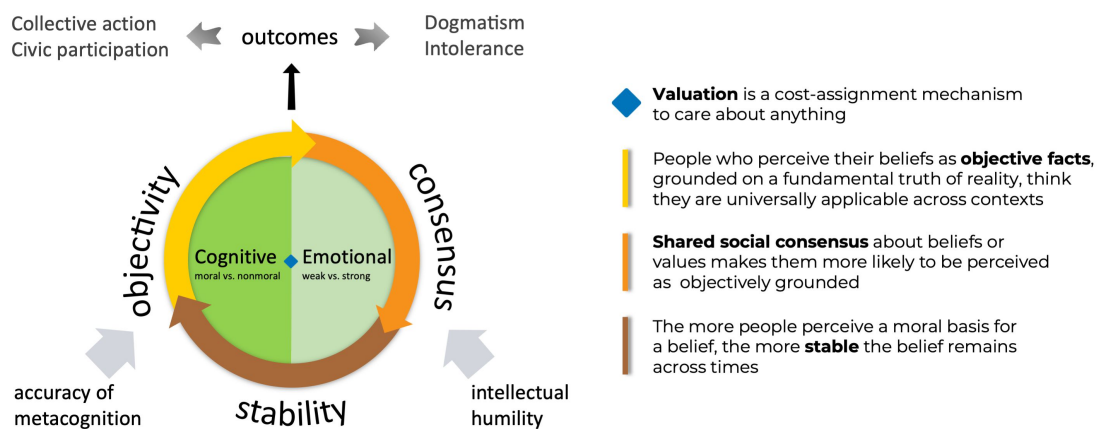 Collective action
Civic participation
outcomes
Dogmatism
Intolerance
objectivity
consensus
stability
Cognitive
moral vs. nonmoral
Emotional
weak vs. strong
accuracy of
metacognition
intellectual
humility
Valuation is a cost-assignment mechanism
to care about anything
People who perceive their beliefs as objective facts,
grounded on a fundamental truth of reality, think
they are universally applicable across contexts
Shared social consensus about beliefs or
values makes them more likely to be perceived
as objectively grounded
The more people perceive a moral basis for
a belief, the more stable the belief remains
across times